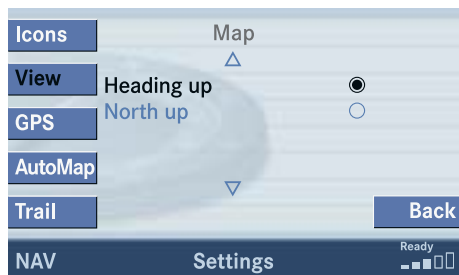 Icons
Map
View
Heading up
North up
GPS
AutoMap
Trail
Back
NAV
Settings
Ready